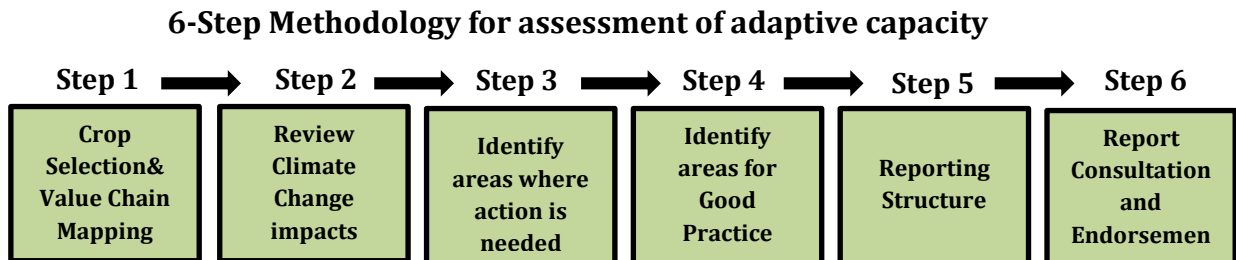 6-Step Methodology for assessment of adaptive capacity
Step 1
Step 2
Step 3
Step 4
Step 5
Step 6
Crop
Selection&
Value Chain
Mapping
Review
Climate
Change
impacts
Identify
areas where
action is
needed
Identify
areas for
Good
Practice
Reporting
Structure
Report
Consultation
and
Endorsemen